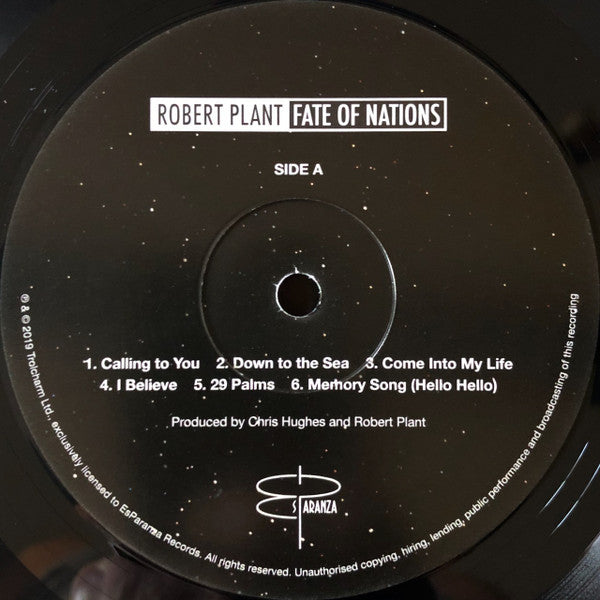 ROBERT PLANT FATE OF NATIONS
SIDE A
1. Calling to You 2. Down to the Sea 3. Come Into My Life
4. I Believe 5. 29 Palms 6. Memory Song (Hello Hello)
Produced by Chris Hughes and Robert Plant
ES PARANZA
℗ & © 2019 Trolcharm Ltd., exclusively licensed to EsParanza Records. All rights reserved. Unauthorised copying, hiring, lending, public performance and broadcasting of this recording